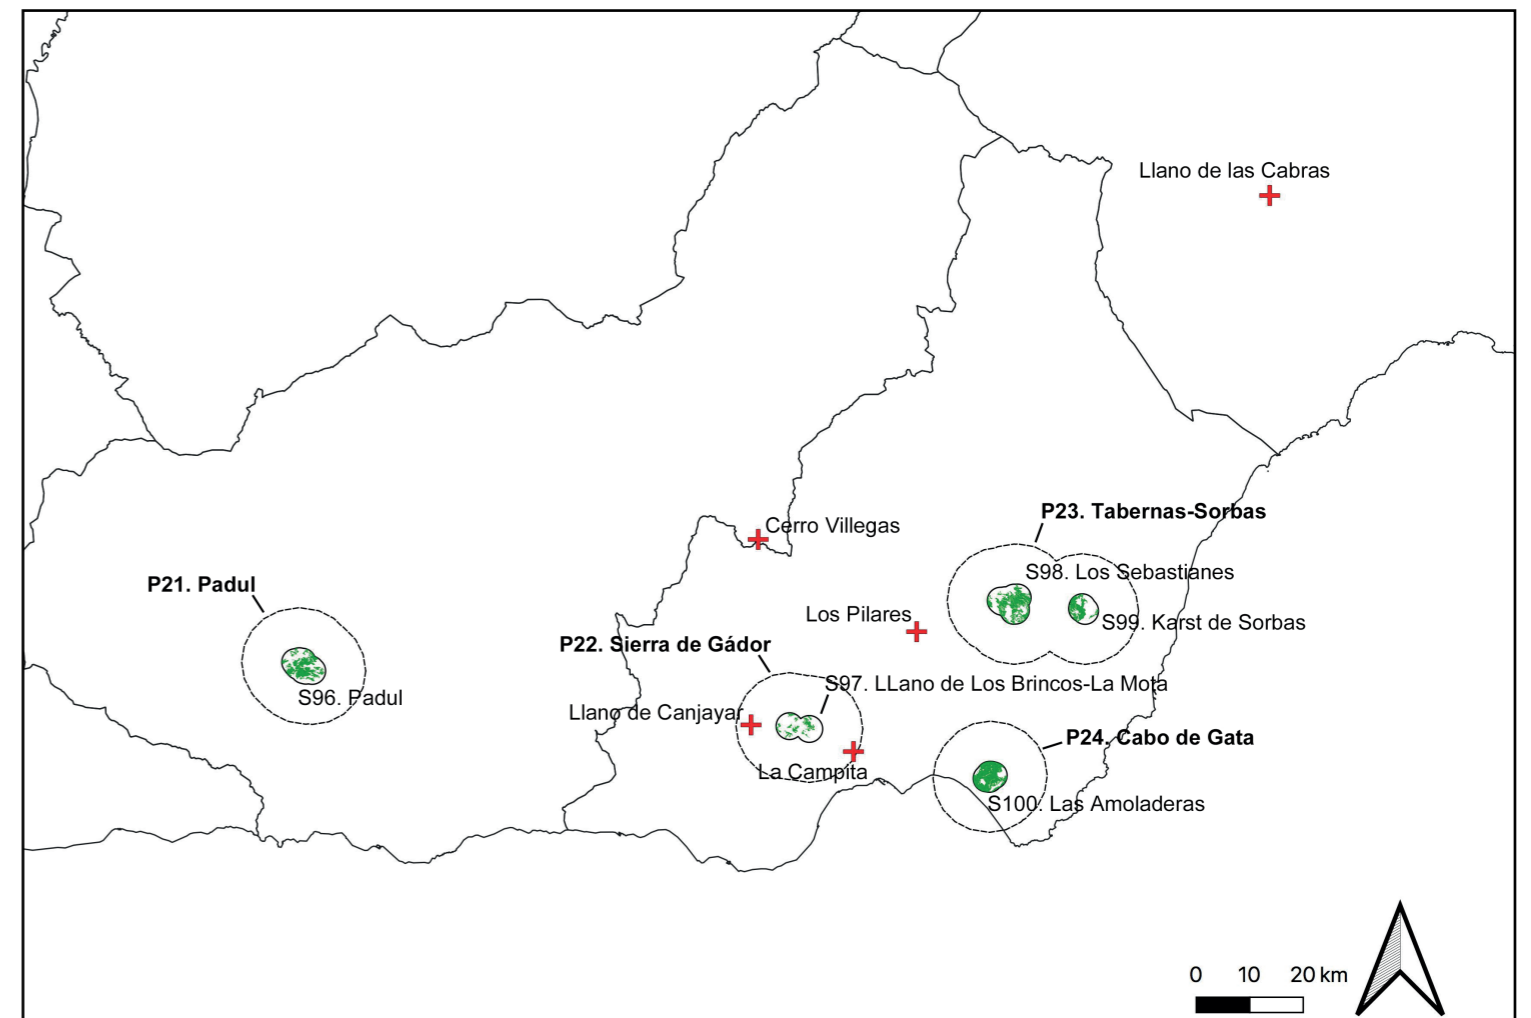 Llano de las Cabras
P23. Tabernas-Sorbas
Cerro Villegas
S98. Los Sebastianes
P21. Padul
Los Pilares
S99. Karst de Sorbas
P22. Sierra de Gádor
S97. LLano de Los Brincos-La Mota
S96. Padul
Llano de Canjayar
P24. Cabo de Gata
La Campita
S100. Las Amoladeras
0 10 20 km